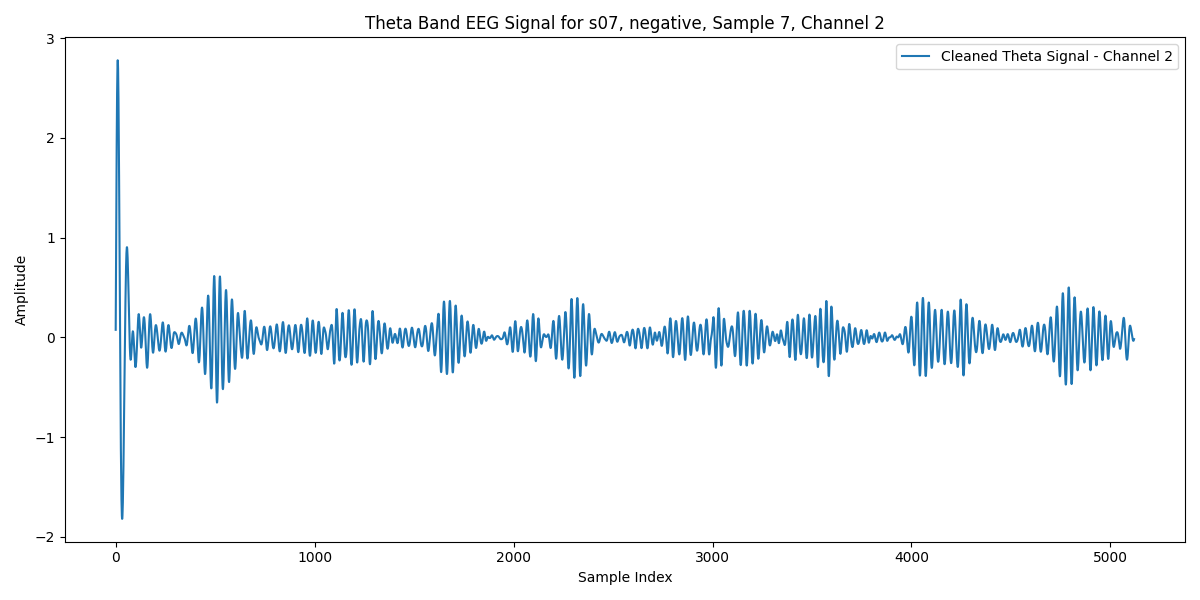 Theta Band EEG Signal for s07, negative, Sample 7, Channel 2
Cleaned Theta Signal - Channel 2
3
2
1
0
−1
−2
Amplitude
0 1000 2000 3000 4000 5000
Sample Index